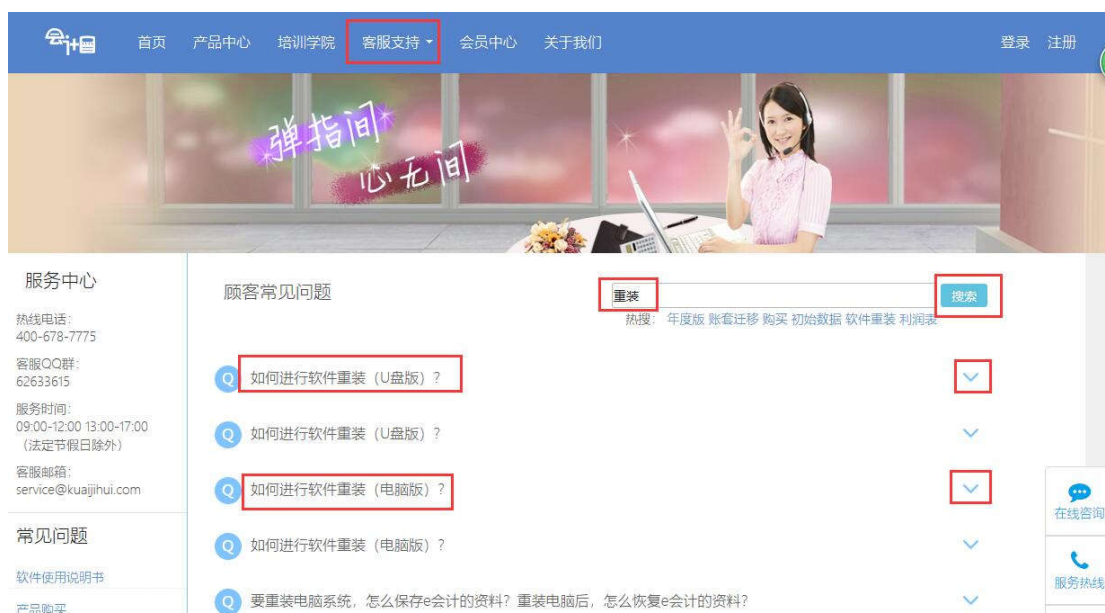 会计回
首页 产品中心 培训学院 客服支持 会员中心 关于我们 登录 注册
弹指间
心无间
服务中心
热线电话:
400-678-7775
客服QQ群:
62633615
服务时间:
09:00-12:00 13:00-17:00
（法定节假日除外）
客服邮箱:
service@kuaijihui.com
常见问题
软件使用说明书
产品购买
顾客常见问题
重装 搜索
热搜: 年度版 账套迁移 购买 初始数据 软件重装 利润表
Q 如何进行软件重装（U盘版）?
Q 如何进行软件重装（U盘版）?
Q 如何进行软件重装（电脑版）?
Q 如何进行软件重装（电脑版）?
Q 要重装电脑系统，怎么保存e会计的资料? 重装电脑后，怎么恢复e会计的资料?
在线咨询
服务热线